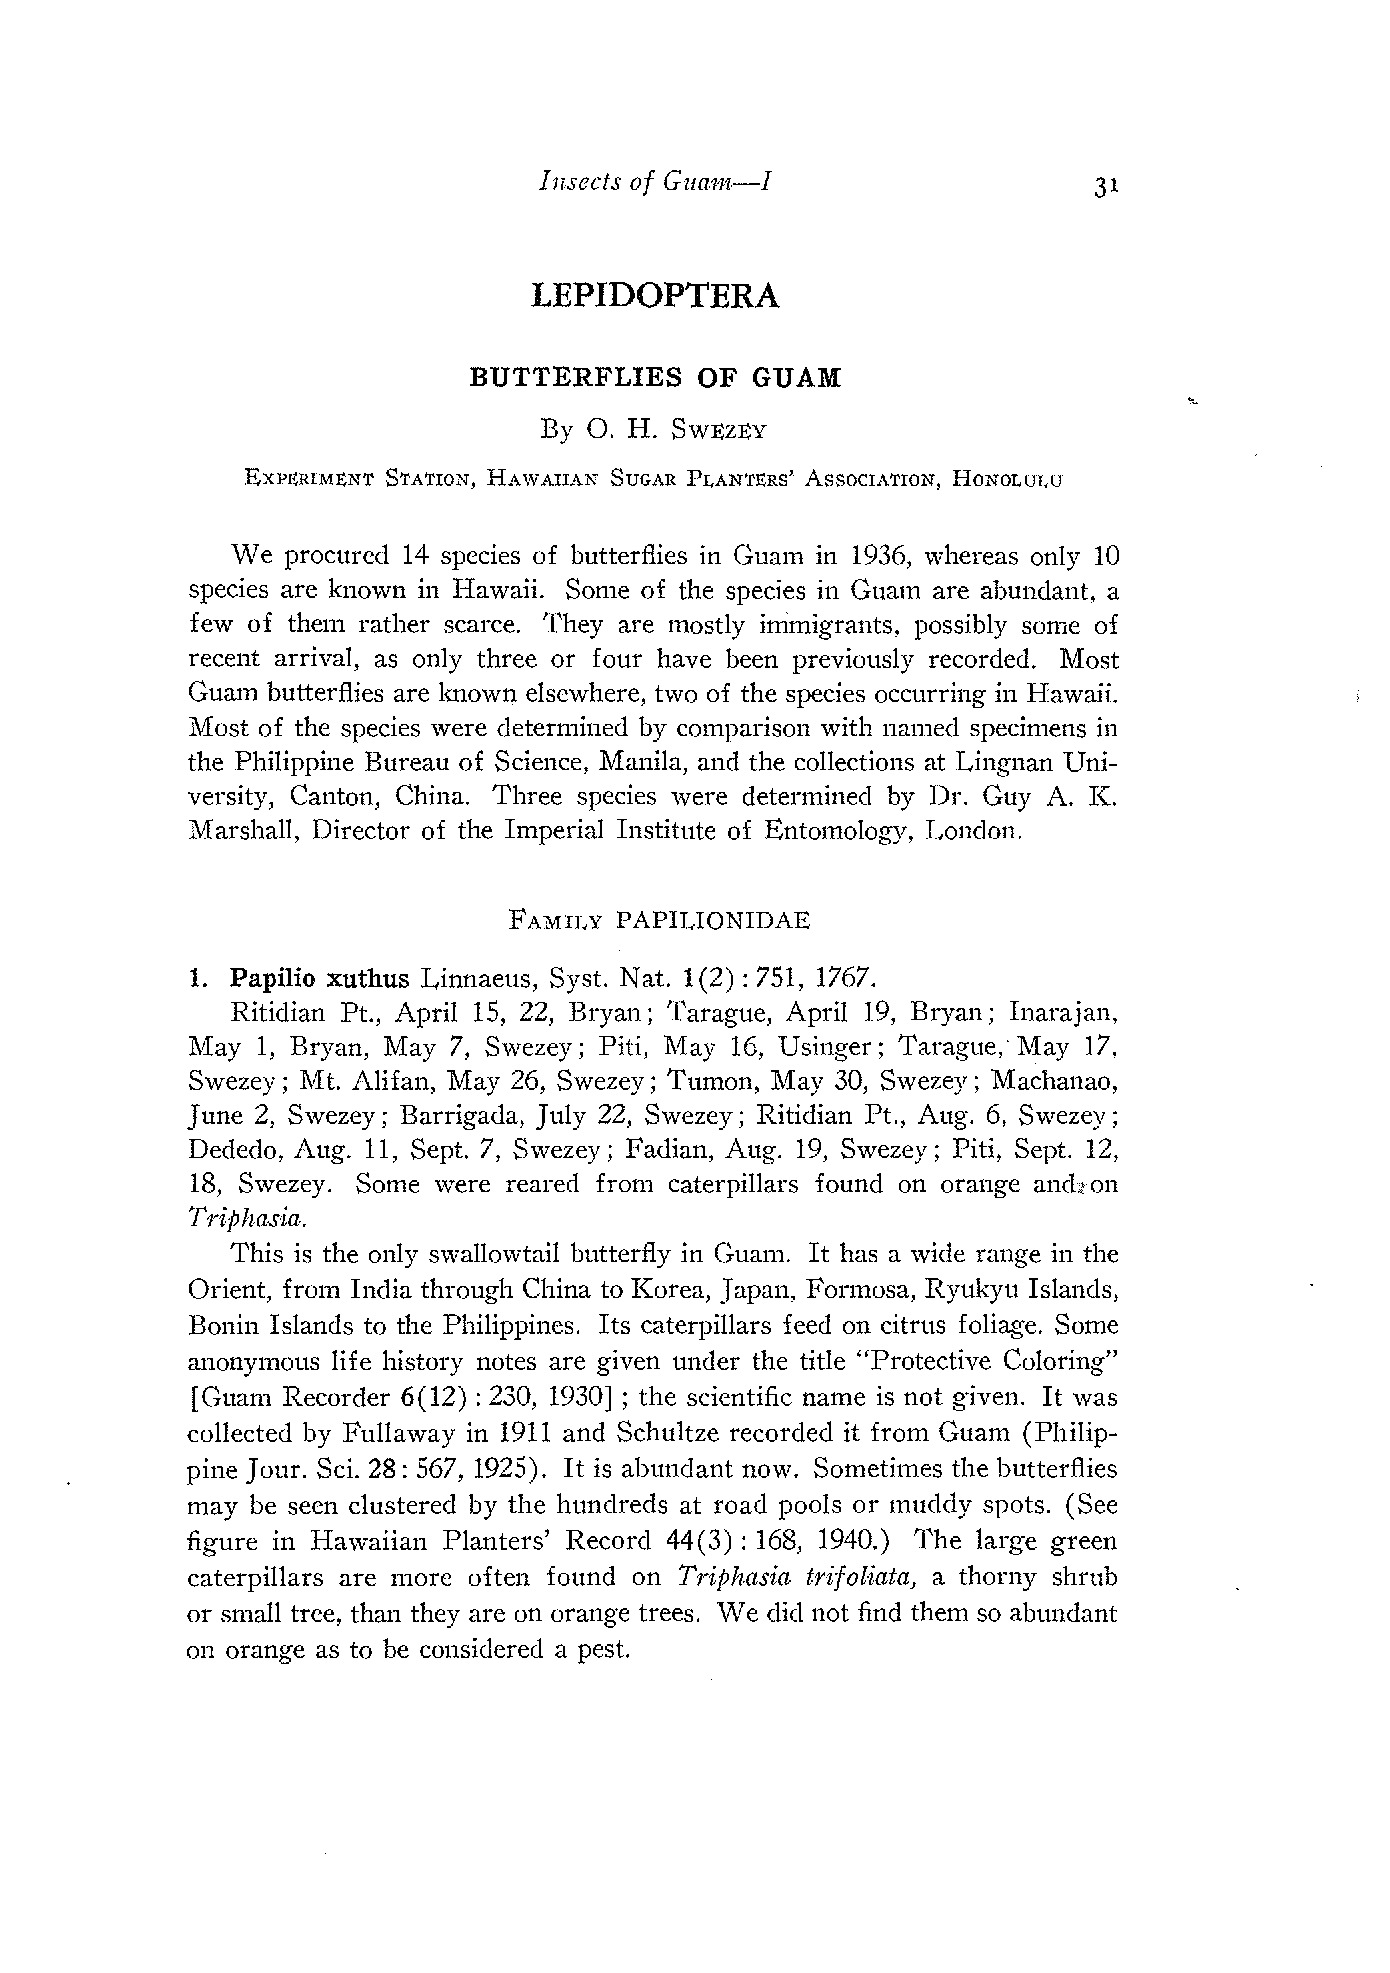 Insects of Guam—I 31
LEPIDOPTERA
BUTTERFLIES OF GUAM
By O. H. Swezey
Experiment Station, Hawaiian Sugar Planters' Association, Honolulu
We procured 14 species of butterflies in Guam in 1936, whereas only 10
species are known in Hawaii. Some of the species in Guam are abundant, a
few of them rather scarce. They are mostly immigrants, possibly some of
recent arrival, as only three or four have been previously recorded. Most
Guam butterflies are known elsewhere, two of the species occurring in Hawaii.
Most of the species were determined by comparison with named specimens in
the Philippine Bureau of Science, Manila, and the collections at Lingnan Uni-
versity, Canton, China. Three species were determined by Dr. Guy A. K.
Marshall, Director of the Imperial Institute of Entomology, London.
Family PAPILIONIDAE
1. Papilio xuthus Linnaeus, Syst. Nat. 1(2) : 751, 1767.
Ritidian Pt., April 15, 22, Bryan; Tarague, April 19, Bryan; Inarajan,
May 1, Bryan, May 7, Swezey; Piti, May 16, Usinger; Tarague, May 17,
Swezey; Mt. Alifan, May 26, Swezey; Tumon, May 30, Swezey; Machanao,
June 2, Swezey; Barrigada, July 22, Swezey; Ritidian Pt., Aug. 6, Swezey;
Dededo, Aug. 11, Sept. 7, Swezey; Fadian, Aug. 19, Swezey; Piti, Sept. 12,
18, Swezey. Some were reared from caterpillars found on orange and on
Triphasia.
This is the only swallowtail butterfly in Guam. It has a wide range in the
Orient, from India through China to Korea, Japan, Formosa, Ryukyu Islands,
Bonin Islands to the Philippines. Its caterpillars feed on citrus foliage. Some
anonymous life history notes are given under the title "Protective Coloring"
[Guam Recorder 6(12) : 230, 1930] ; the scientific name is not given. It was
collected by Fullaway in 1911 and Schultze recorded it from Guam (Philip-
pine Jour. Sci. 28 : 567, 1925). It is abundant now. Sometimes the butterflies
may be seen clustered by the hundreds at road pools or muddy spots. (See
figure in Hawaiian Planters' Record 44(3) : 168, 1940.) The large green
caterpillars are more often found on Triphasia trifoliata, a thorny shrub
or small tree, than they are on orange trees. We did not find them so abundant
on orange as to be considered a pest.